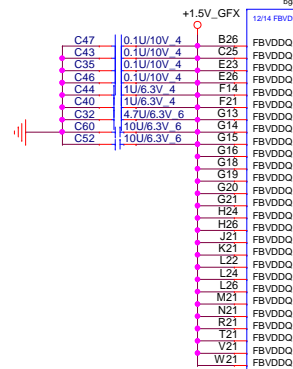 bg
+1.5V_GFX
12/14 FBVDD
C47 0.1U/10V_4 B26 FBVDDQ
C43 0.1U/10V_4 C25 FBVDDQ
C35 0.1U/10V_4 E23 FBVDDQ
C46 0.1U/10V_4 E26 FBVDDQ
C44 1U/6.3V_4 F14 FBVDDQ
C40 1U/6.3V_4 F21 FBVDDQ
C32 4.7U/6.3V_6 G13 FBVDDQ
C60 10U/6.3V_6 G14 FBVDDQ
C52 10U/6.3V_6 G15 FBVDDQ
G16 FBVDDQ
G18 FBVDDQ
G19 FBVDDQ
G20 FBVDDQ
G21 FBVDDQ
H24 FBVDDQ
H26 FBVDDQ
J21 FBVDDQ
K21 FBVDDQ
L22 FBVDDQ
L24 FBVDDQ
L26 FBVDDQ
M21 FBVDDQ
N21 FBVDDQ
R21 FBVDDQ
T21 FBVDDQ
V21 FBVDDQ
W21 FBVDDQ